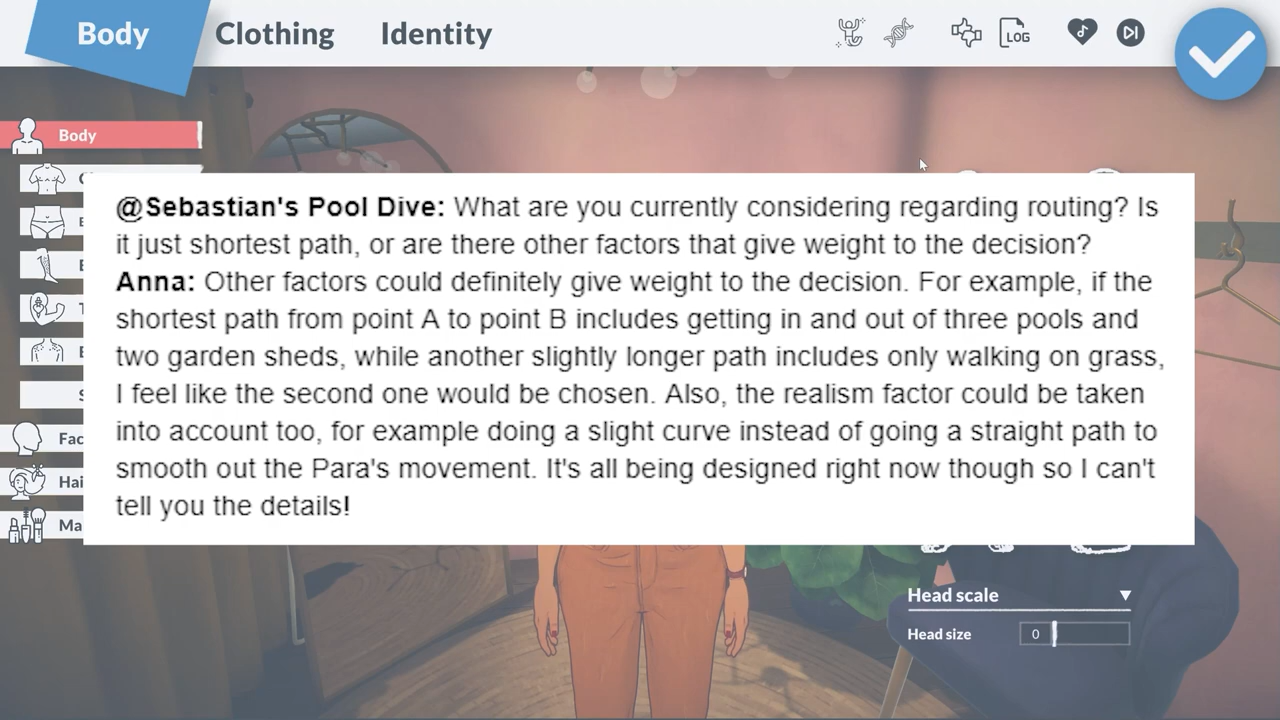 Body
Clothing
Identity
LOG
Body
@Sebastian's Pool Dive: What are you currently considering regarding routing? Is
it just shortest path, or are there other factors that give weight to the decision?
Anna: Other factors could definitely give weight to the decision. For example, if the
shortest path from point A to point B includes getting in and out of three pools and
two garden sheds, while another slightly longer path includes only walking on grass,
I feel like the second one would be chosen. Also, the realism factor could be taken
into account too, for example doing a slight curve instead of going a straight path to
smooth out the Para's movement. It's all being designed right now though so I can't
tell you the details!
Fac
Hai
Ma
Head scale
Head size
0